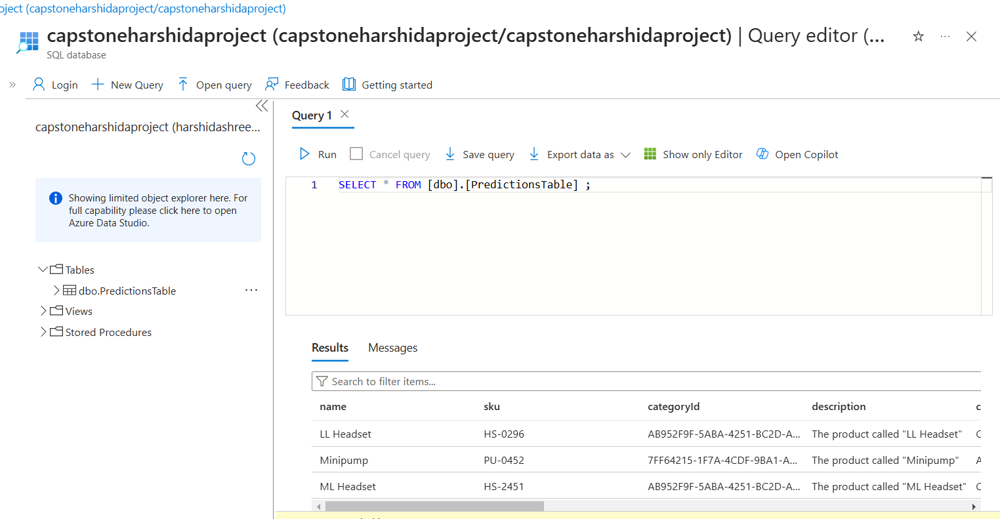 oject (capstoneharshidaproject/capstoneharshidaproject)
capstoneharshidaproject (capstoneharshidaproject/capstoneharshidaproject) | Query editor (...
SQL database
Login New Query Open query Feedback Getting started
capstoneharshidaproject (harshidashree...
Showing limited object explorer here. For
full capability please click here to open
Azure Data Studio.
Tables
dbo.PredictionsTable
Views
Stored Procedures
Query 1
Run Cancel query Save query Export data as Show only Editor Open Copilot
1 SELECT * FROM [dbo].[PredictionsTable] ;
Results Messages
Search to filter items...
name sku categoryId description c
LL Headset HS-0296 AB952F9F-5ABA-4251-BC2D-A... The product called "LL Headset" C
Minipump PU-0452 7FF64215-1F7A-4CDF-9BA1-A... The product called "Minipump" A
ML Headset HS-2451 AB952F9F-5ABA-4251-BC2D-A... The product called "ML Headset" C